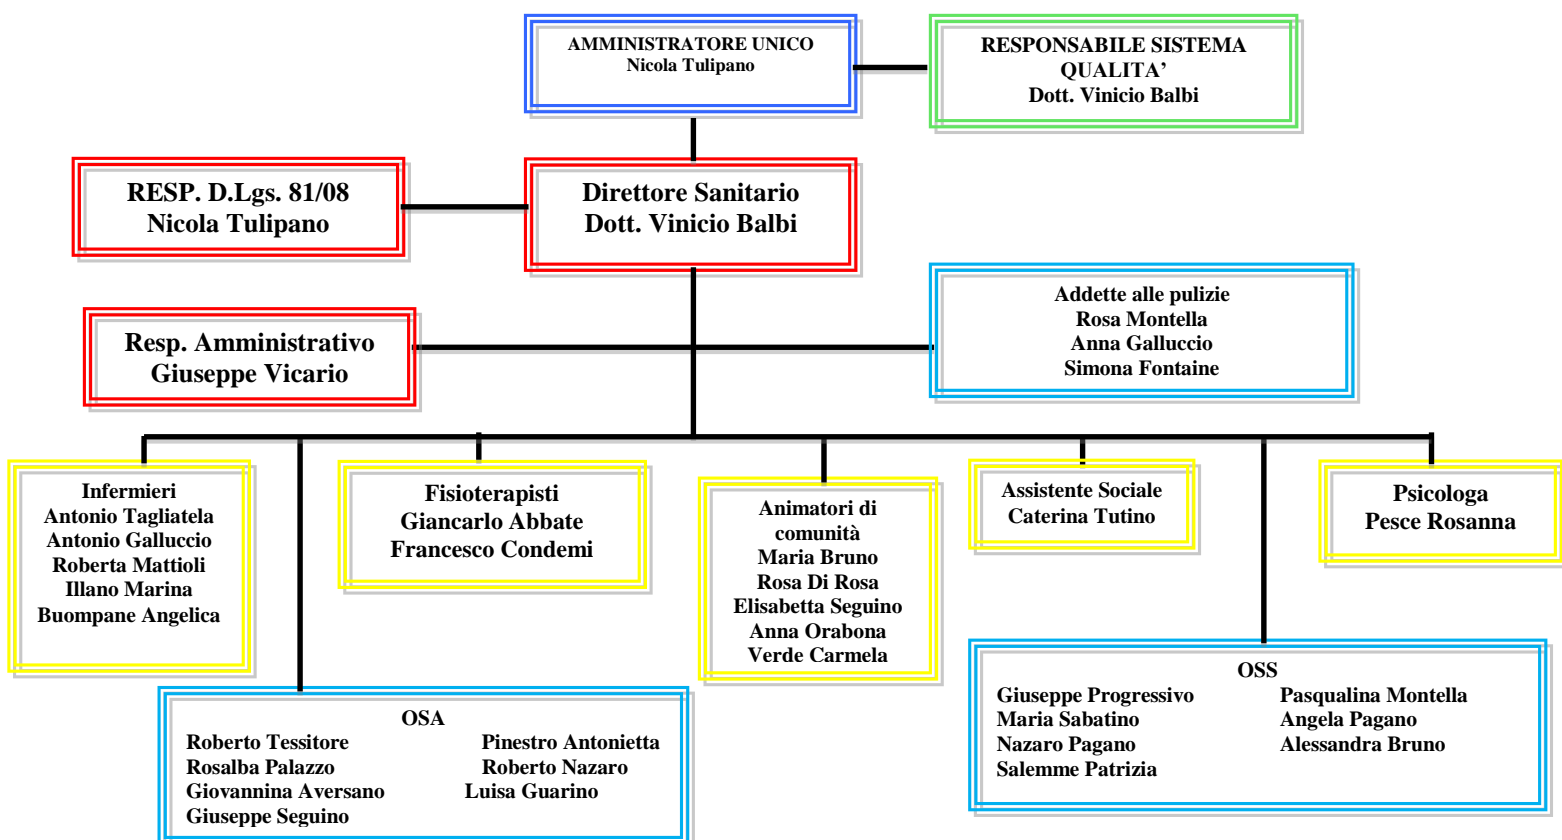 AMMINISTRATORE UNICO
Nicola Tulipano
RESPONSABILE SISTEMA
QUALITA’
Dott. Vinicio Balbi
RESP. D.Lgs. 81/08
Nicola Tulipano
Direttore Sanitario
Dott. Vinicio Balbi
Resp. Amministrativo
Giuseppe Vicario
Addette alle pulizie
Rosa Montella
Anna Galluccio
Simona Fontaine
Infermieri
Antonio Tagliatela
Antonio Galluccio
Roberta Mattioli
Illano Marina
Buompane Angelica
Fisioterapisti
Giancarlo Abbate
Francesco Condemi
Animatori di
comunità
Maria Bruno
Rosa Di Rosa
Elisabetta Seguino
Anna Orabona
Verde Carmela
Assistente Sociale
Caterina Tutino
Psicologa
Pesce Rosanna
OSA
Roberto Tessitore Pinestro Antonietta
Rosalba Palazzo Roberto Nazaro
Giovannina Aversano Luisa Guarino
Giuseppe Seguino
OSS
Giuseppe Progressivo Pasqualina Montella
Maria Sabatino Angela Pagano
Nazaro Pagano Alessandra Bruno
Salemme Patrizia